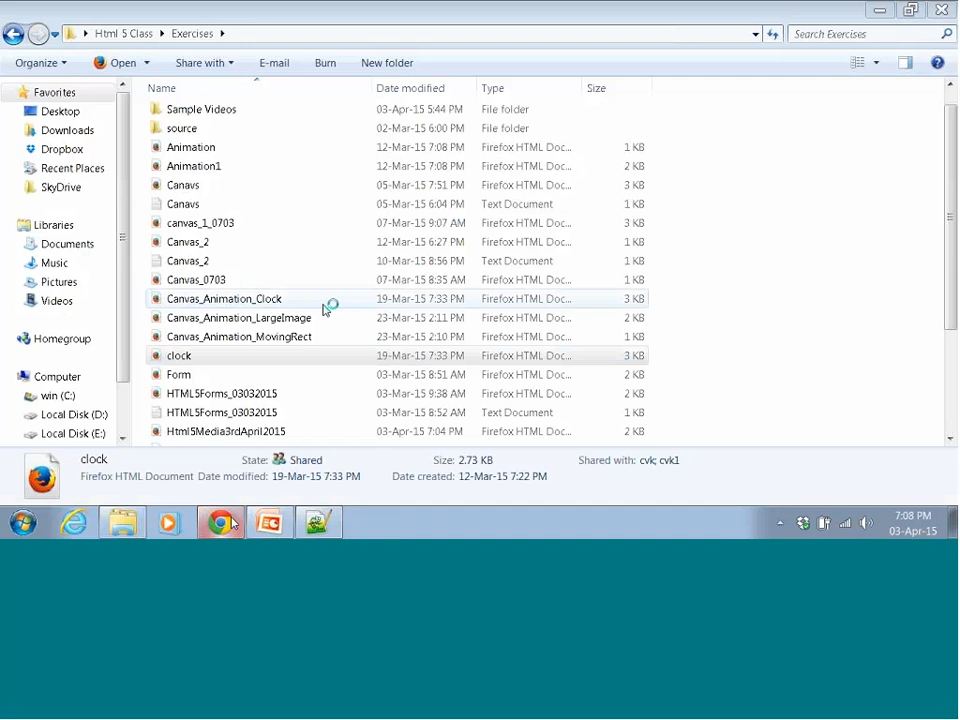 Html 5 Class Exercises Search Exercises
Organize Open Share with E-mail Burn New folder
Favorites
Desktop
Downloads
Dropbox
Recent Places
SkyDrive
Libraries
Documents
Music
Pictures
Videos
Homegroup
Computer
win (C:)
Local Disk (D:)
Local Disk (E:)
Name Date modified Type Size
Sample Videos 03-Apr-15 5:44 PM File folder
source 02-Mar-15 6:00 PM File folder
Animation 12-Mar-15 7:08 PM Firefox HTML Doc... 1 KB
Animation1 12-Mar-15 7:08 PM Firefox HTML Doc... 2 KB
Canavs 05-Mar-15 7:51 PM Firefox HTML Doc... 3 KB
Canavs 05-Mar-15 6:04 PM Text Document 1 KB
canvas_1_0703 07-Mar-15 9:07 AM Firefox HTML Doc... 3 KB
Canvas_2 12-Mar-15 6:27 PM Firefox HTML Doc... 1 KB
Canvas_2 10-Mar-15 8:56 PM Text Document 1 KB
Canvas_0703 07-Mar-15 8:35 AM Firefox HTML Doc... 1 KB
Canvas_Animation_Clock 19-Mar-15 7:33 PM Firefox HTML Doc... 3 KB
Canvas_Animation_LargeImage 23-Mar-15 2:11 PM Firefox HTML Doc... 2 KB
Canvas_Animation_MovingRect 23-Mar-15 2:10 PM Firefox HTML Doc... 1 KB
clock 19-Mar-15 7:33 PM Firefox HTML Doc... 3 KB
Form 03-Mar-15 8:51 AM Firefox HTML Doc... 2 KB
HTML5Forms_03032015 03-Mar-15 9:38 AM Firefox HTML Doc... 2 KB
HTML5Forms_03032015 03-Mar-15 8:52 AM Text Document 1 KB
Html5Media3rdApril2015 03-Apr-15 7:04 PM Firefox HTML Doc... 2 KB
clock State: Shared Size: 2.73 KB Shared with: cvk; cvk1
Firefox HTML Document Date modified: 19-Mar-15 7:33 PM Date created: 12-Mar-15 7:22 PM
7:08 PM
03-Apr-15